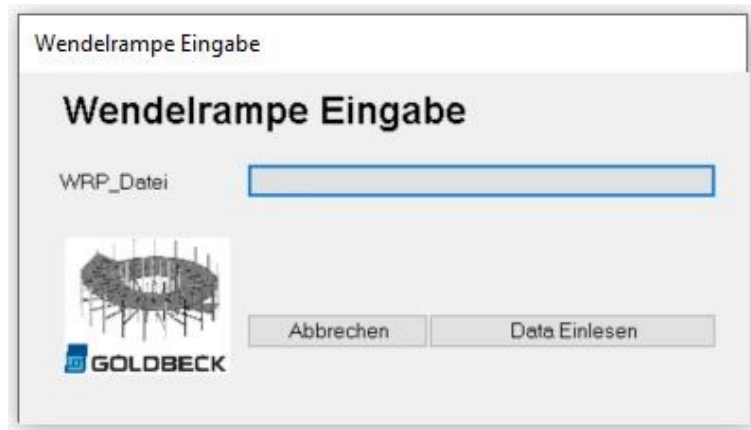 Wendelrampe Eingabe
Wendelrampe Eingabe
WRP_Datei
Abbrechen Data Einlesen
GOLDBECK